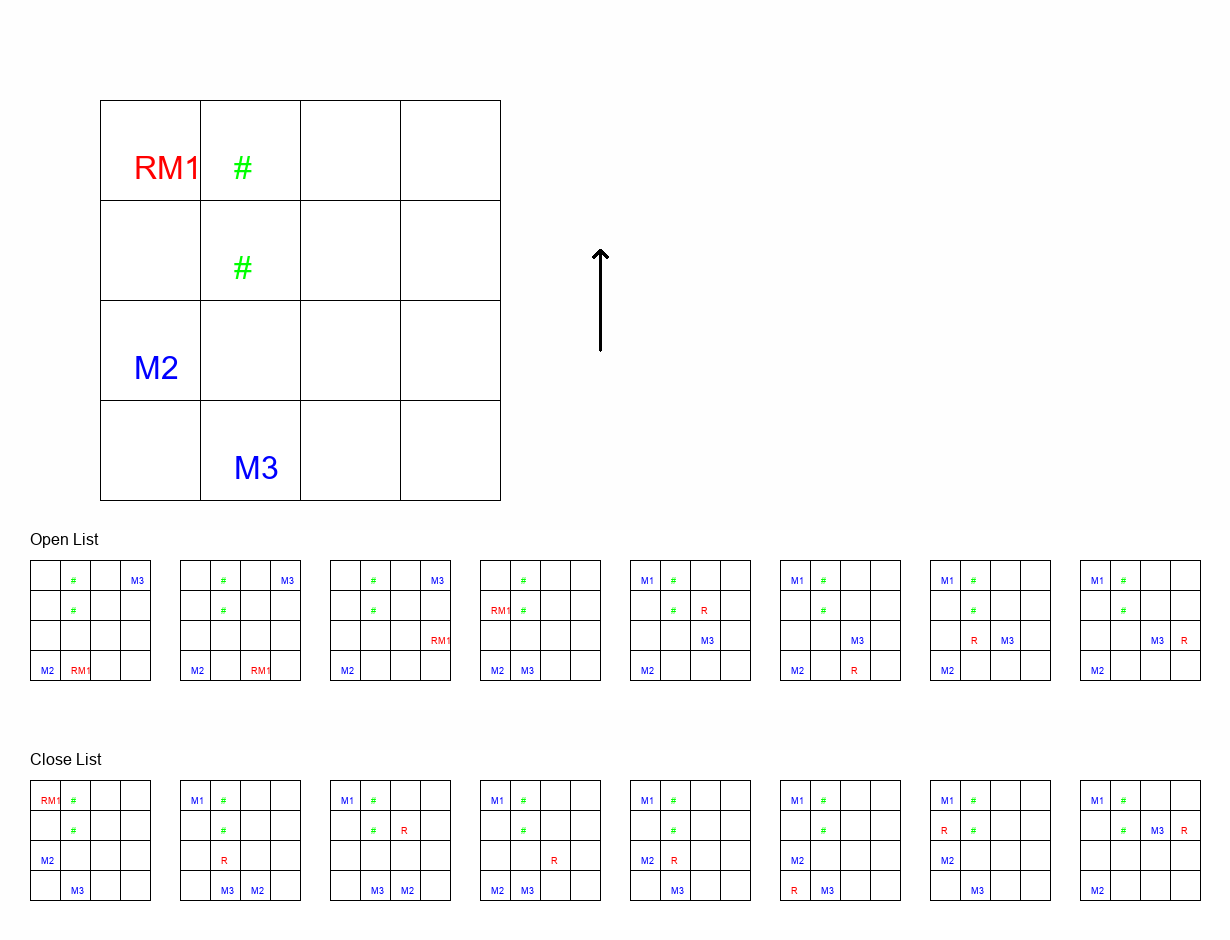 RM1 #
#
M2
M3
Open List
# M3 # M3 # M3 # M1 # M1 # M1 # M1 #
# # # RM1 # # R # # #
RM1 M3 M3 R M3 M3 R
M2 RM1 M2 RM1 M2 M2 M3 M2 M2 R M2 M2
Close List
RM1 # M1 # M1 # M1 # M1 # M1 # M1 # M1 #
# # # R # # # R # # M3 R
M2 R R M2 R M2 M2
M3 M3 M2 M3 M2 M2 M3 M3 R M3 M3 M2